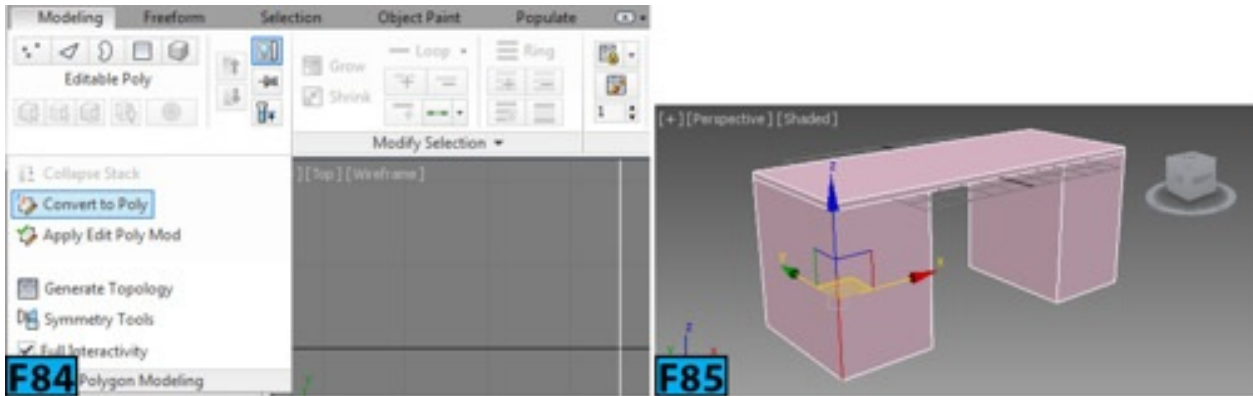 Modeling Freeform Selection Object Paint Populate
Editable Poly
Grow
Shrink
Loop
Ring
1
Modify Selection
Collapse Stack
Convert to Poly
Apply Edit Poly Mod
Generate Topology
Symmetry Tools
Full Interactivity
Polygon Modeling
][Top][Wireframe]
y
F84
[+][Perspective][Shaded]
z
y
x
z
F85